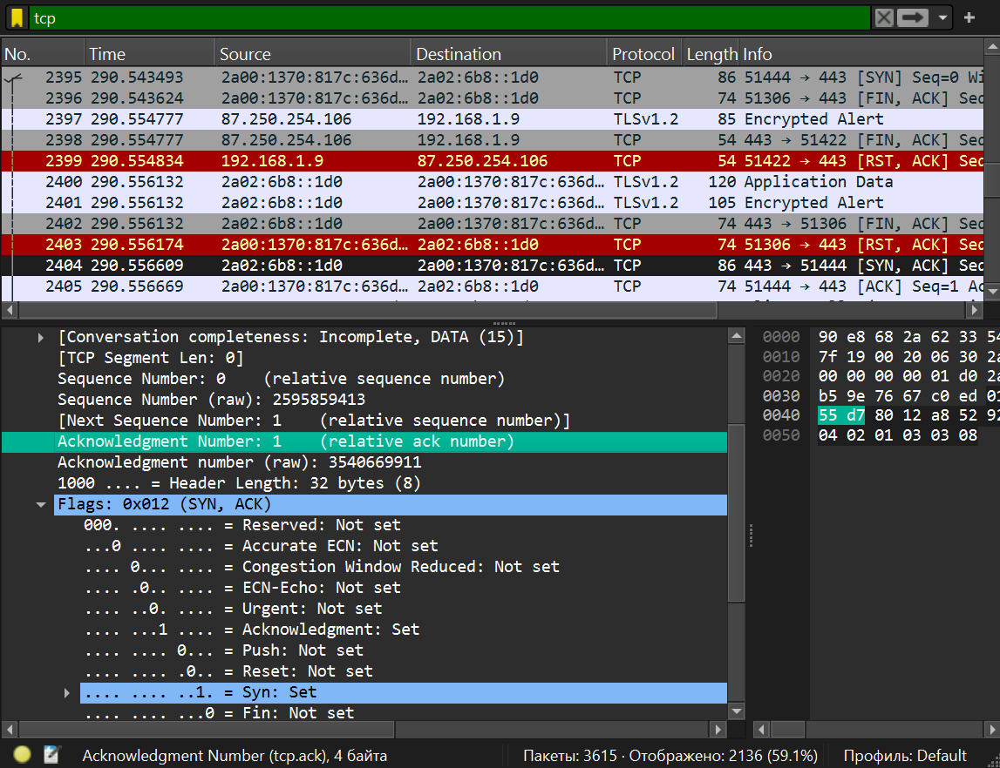 tcp
No. Time Source Destination Protocol Length Info
2395 290.543493 2a00:1370:817c:636d… 2a02:6b8::1d0 TCP 86 51444 → 443 [SYN] Seq=0 Wi
2396 290.543624 2a00:1370:817c:636d… 2a02:6b8::1d0 TCP 74 51306 → 443 [FIN, ACK] Seq
2397 290.554777 87.250.254.106 192.168.1.9 TLSv1.2 85 Encrypted Alert
2398 290.554777 87.250.254.106 192.168.1.9 TCP 54 443 → 51422 [FIN, ACK] Seq
2399 290.554834 192.168.1.9 87.250.254.106 TCP 54 51422 → 443 [RST, ACK] Seq
2400 290.556132 2a02:6b8::1d0 2a00:1370:817c:636d… TLSv1.2 120 Application Data
2401 290.556132 2a02:6b8::1d0 2a00:1370:817c:636d… TLSv1.2 105 Encrypted Alert
2402 290.556132 2a02:6b8::1d0 2a00:1370:817c:636d… TCP 74 443 → 51306 [FIN, ACK] Seq
2403 290.556174 2a00:1370:817c:636d… 2a02:6b8::1d0 TCP 74 51306 → 443 [RST, ACK] Seq
2404 290.556609 2a02:6b8::1d0 2a00:1370:817c:636d… TCP 86 443 → 51444 [SYN, ACK] Seq
2405 290.556669 2a00:1370:817c:636d… 2a02:6b8::1d0 TCP 74 51444 → 443 [ACK] Seq=1 Ac
[Conversation completeness: Incomplete, DATA (15)]
[TCP Segment Len: 0]
Sequence Number: 0 (relative sequence number)
Sequence Number (raw): 2595859413
[Next Sequence Number: 1 (relative sequence number)]
Acknowledgment Number: 1 (relative ack number)
Acknowledgment number (raw): 3540669911
1000 .... = Header Length: 32 bytes (8)
Flags: 0x012 (SYN, ACK)
000. .... .... = Reserved: Not set
...0 .... .... = Accurate ECN: Not set
.... 0... .... = Congestion Window Reduced: Not set
.... .0.. .... = ECN-Echo: Not set
.... ..0. .... = Urgent: Not set
.... ...1 .... = Acknowledgment: Set
.... .... 0... = Push: Not set
.... .... .0.. = Reset: Not set
.... .... ..1. = Syn: Set
.... .... ...0 = Fin: Not set
0000 90 e8 68 2a 62 33 54
0010 7f 19 00 20 06 30 2a
0020 00 00 00 00 01 d0 2a
0030 b5 9e 76 67 c0 ed 01
0040 55 d7 80 12 a8 52 92
0050 04 02 01 03 03 08
Acknowledgment Number (tcp.ack), 4 байта Пакеты: 3615 · Отображено: 2136 (59.1%) Профиль: Default